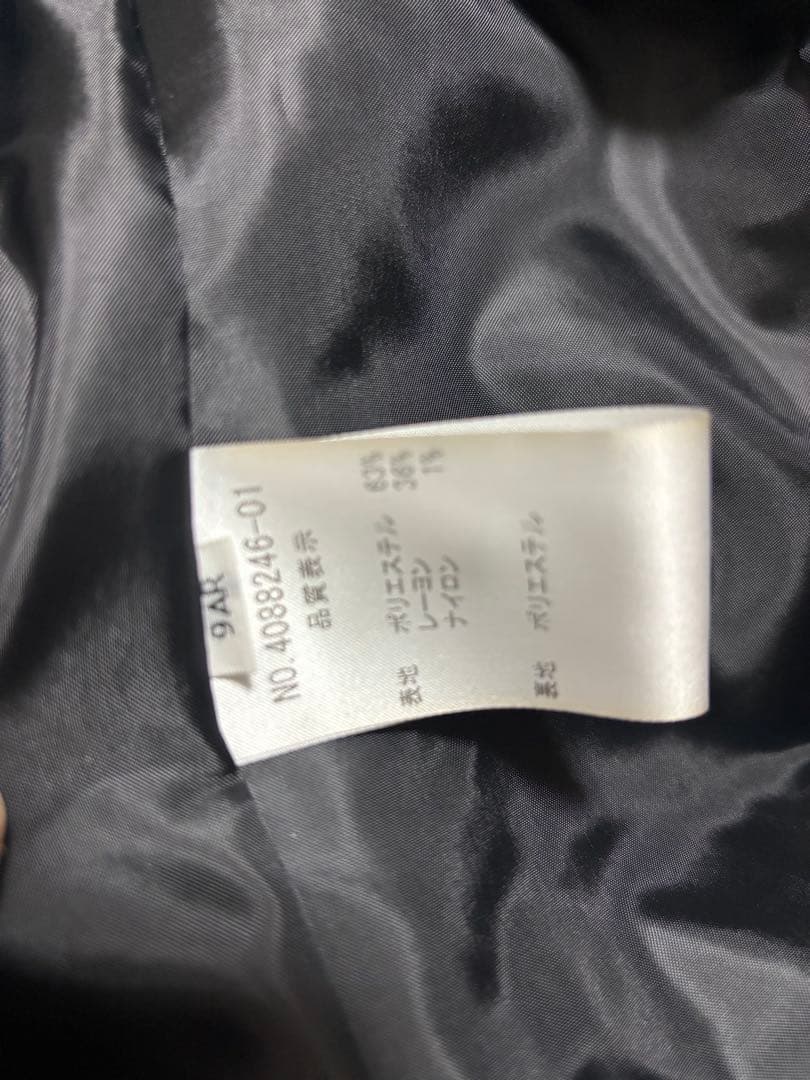 9AR
NO.4088246-01
品質表示
表地 ポリエステル 63%
レーヨン 36%
ナイロン 1%
裏地 ポリエステル